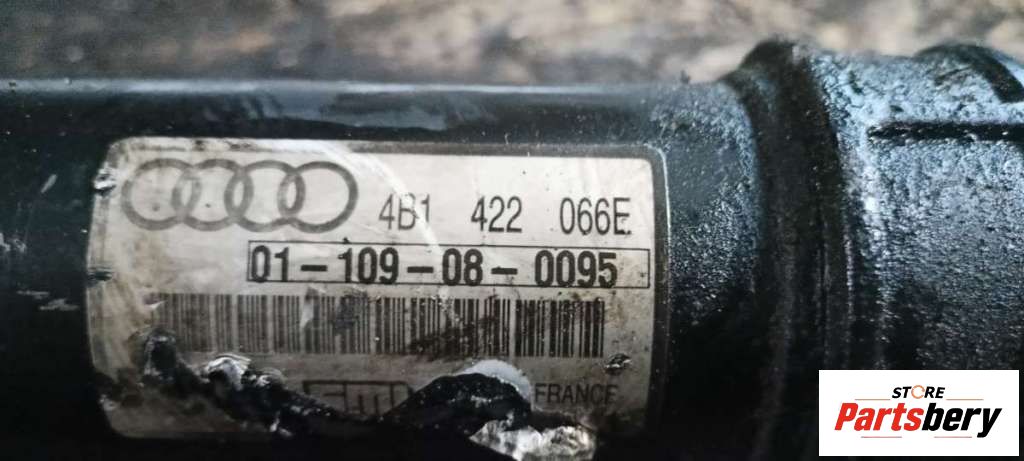 4B1 422 066E
01-109-08-0095
FRANCE
STORE
Partsbery